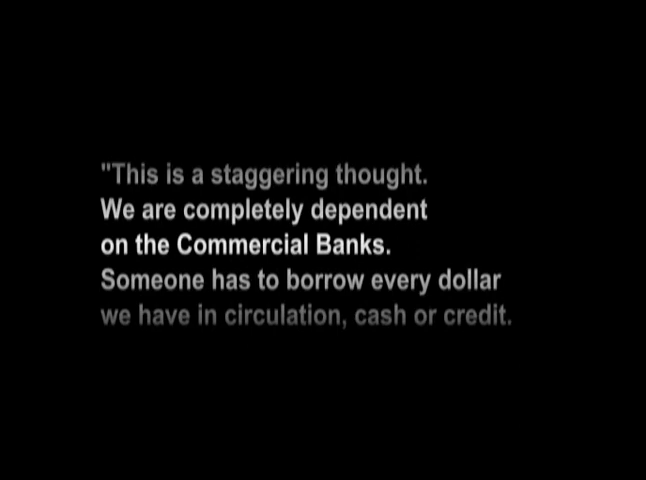 "This is a staggering thought.
We are completely dependent
on the Commercial Banks.
Someone has to borrow every dollar
we have in circulation, cash or credit.